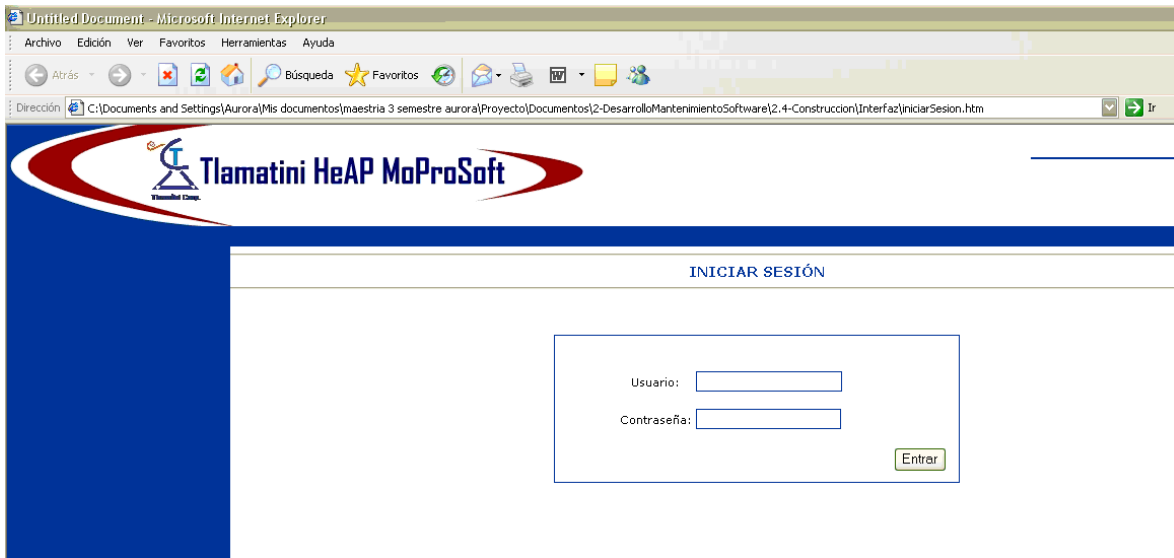 Untitled Document - Microsoft Internet Explorer
Archivo Edición Ver Favoritos Herramientas Ayuda
Atrás Búsqueda Favoritos
Dirección C:\Documents and Settings\Aurora\Mis documentos\maestria 3 semestre aurora\Proyecto\Documentos\2-DesarrolloMantenimientoSoftware\2.4-Construccion\Interfaz\iniciarSesion.htm Ir
Tlamatini HeAP MoProSoft
Tlamatini Corp.
INICIAR SESIÓN
Usuario:
Contraseña:
Entrar